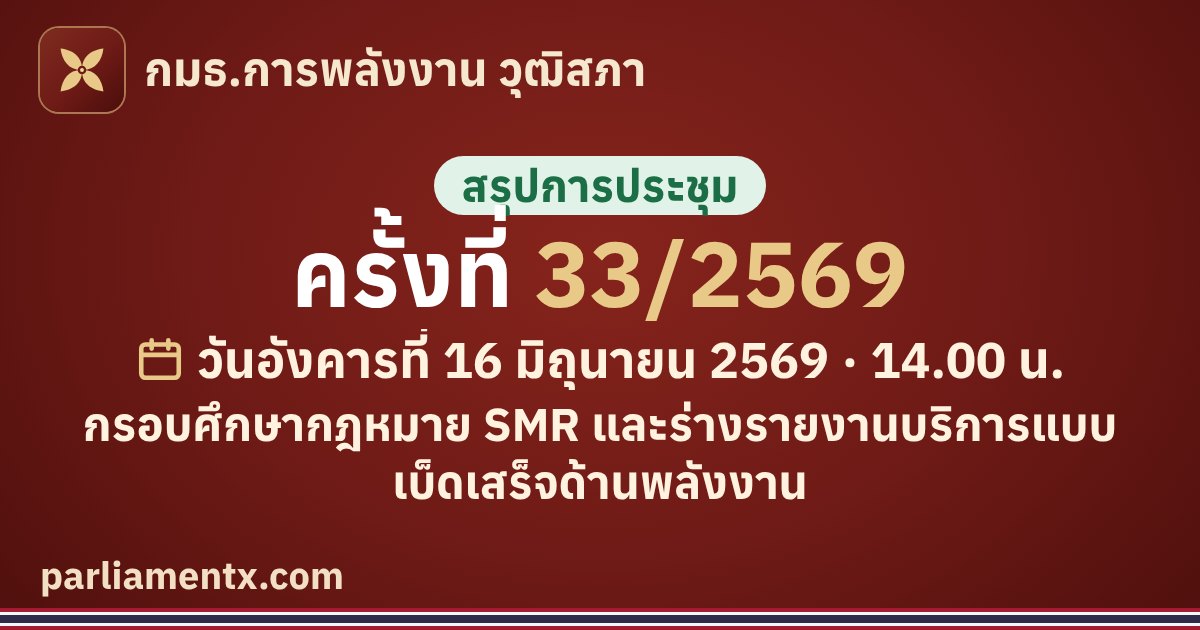 กมธ.การพลังงาน วุฒิสภา
สรุปการประชุม
ครั้งที่ 33/2569
วันอังคารที่ 16 มิถุนายน 2569 · 14.00 น.
กรอบศึกษากฎหมาย SMR และร่างรายงานบริการแบบ
เบ็ดเสร็จด้านพลังงาน
parliamentx.com